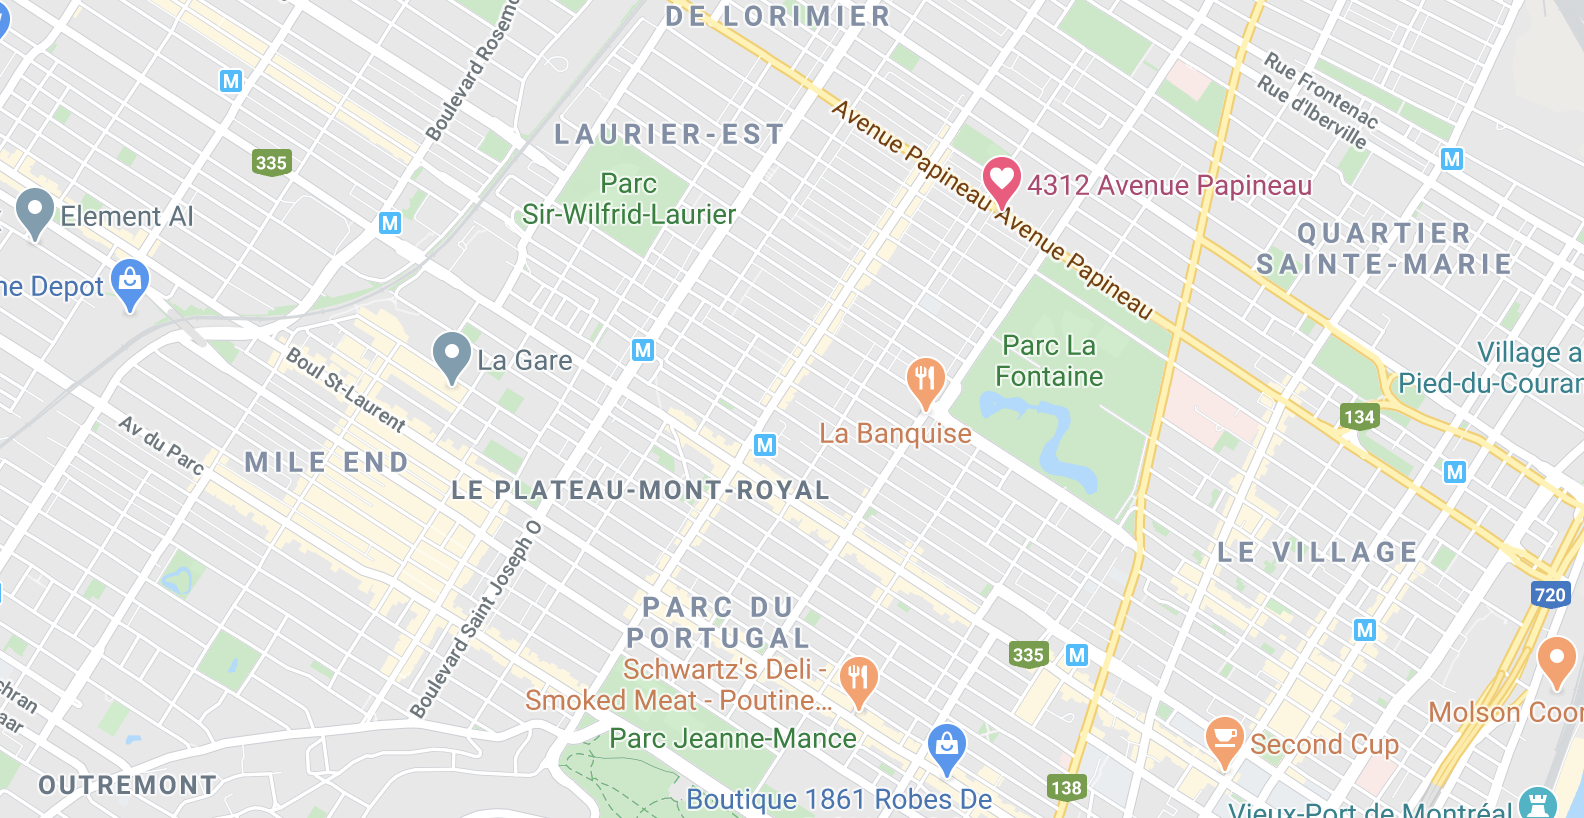 DE LORIMIER
Boulevard Rosemo
M
Rue Frontenac
Rue d'Iberville
LAURIER-EST
Avenue Papineau
335
M
Parc
Sir-Wilfrid-Laurier
4312 Avenue Papineau
Element AI
M
Avenue Papineau
QUARTIER
SAINTE-MARIE
ne Depot
La Gare
M
Parc La
Fontaine
Village a
Pied-du-Couran
Boul St-Laurent
134
La Banquise
M
Av du Parc
MILE END
M
LE PLATEAU-MONT-ROYAL
LE VILLAGE
Boulevard Saint Joseph O
720
PARC DU
PORTUGAL
M
335
M
Schwartz's Deli -
Smoked Meat - Poutine...
chran
aar
Molson Coor
Parc Jeanne-Mance
Second Cup
OUTREMONT
138
Boutique 1861 Robes De
Vieux-Port de Montréal